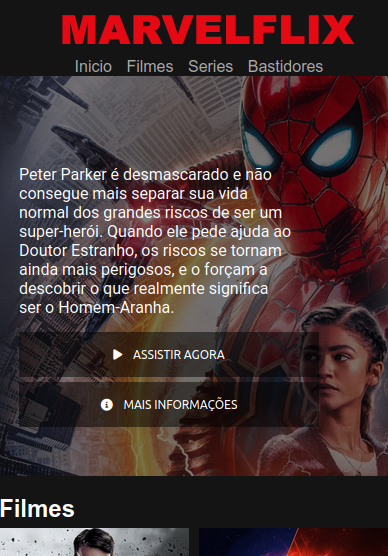 MARVELFLIX
Inicio Filmes Series Bastidores
Peter Parker é desmascarado e não
consegue mais separar sua vida
normal dos grandes riscos de ser um
super-herói. Quando ele pede ajuda ao
Doutor Estranho, os riscos se tornam
ainda mais perigosos, e o forçam a
descobrir o que realmente significa
ser o Homem-Aranha.
ASSISTIR AGORA
MAIS INFORMAÇÕES
Filmes